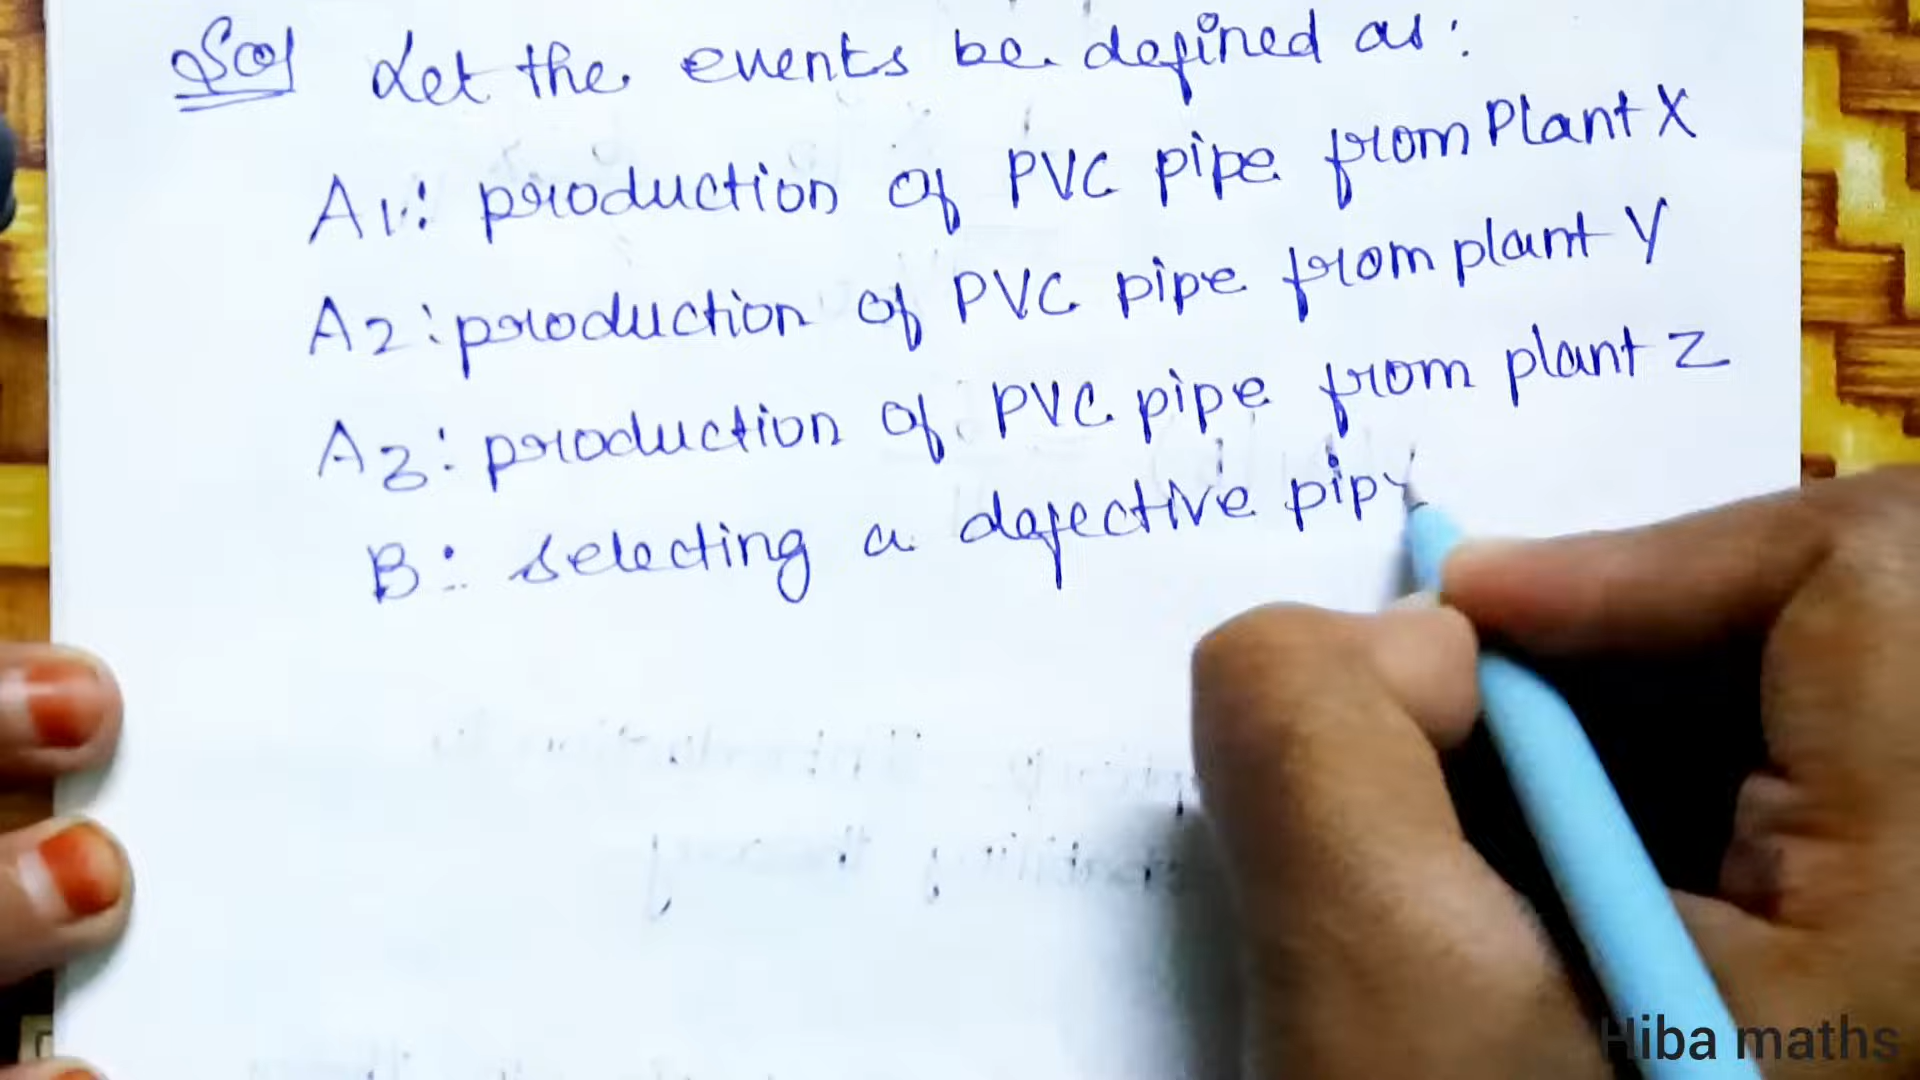 Sol Let the events be defined as:
A1: production of PVC pipe from Plant X
A2: production of PVC pipe from plant Y
A3: production of PVC pipe from plant Z
B: selecting a defective pip
Hiba maths